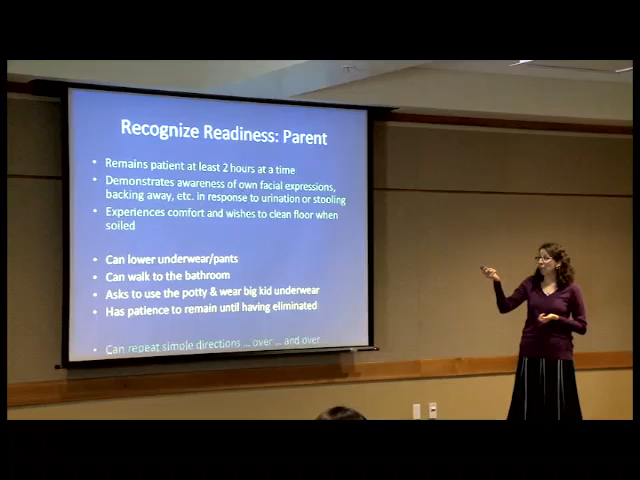 Recognize Readiness: Parent
• Remains patient at least 2 hours at a time
• Demonstrates awareness of own facial expressions,
backing away, etc. in response to urination or stooling
• Experiences comfort and wishes to clean floor when
soiled
• Can lower underwear/pants
• Can walk to the bathroom
• Asks to use the potty & wear big kid underwear
• Has patience to remain until having eliminated
• Can repeat simple directions ... over ... and over